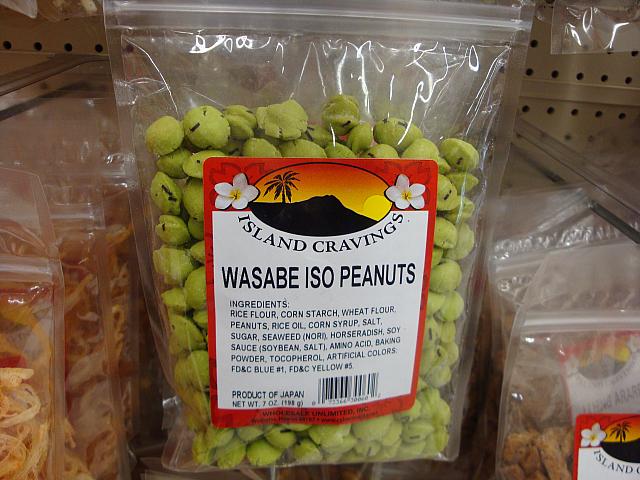 ISLAND CRAVINGS
WASABE ISO PEANUTS
INGREDIENTS:
RICE FLOUR, CORN STARCH, WHEAT FLOUR,
PEANUTS, RICE OIL, CORN SYRUP, SALT,
SUGAR, SEAWEED (NORI), HORSERADISH, SOY
SAUCE (SOYBEAN, SALT), AMINO ACID, BAKING
POWDER, TOCOPHEROL, ARTIFICIAL COLORS:
FD&C BLUE #1, FD&C YELLOW #5.
PRODUCT OF JAPAN
NET WT. 7 OZ. (198 g)
WHOLESALE UNLIMITED, INC.
ISLAND C